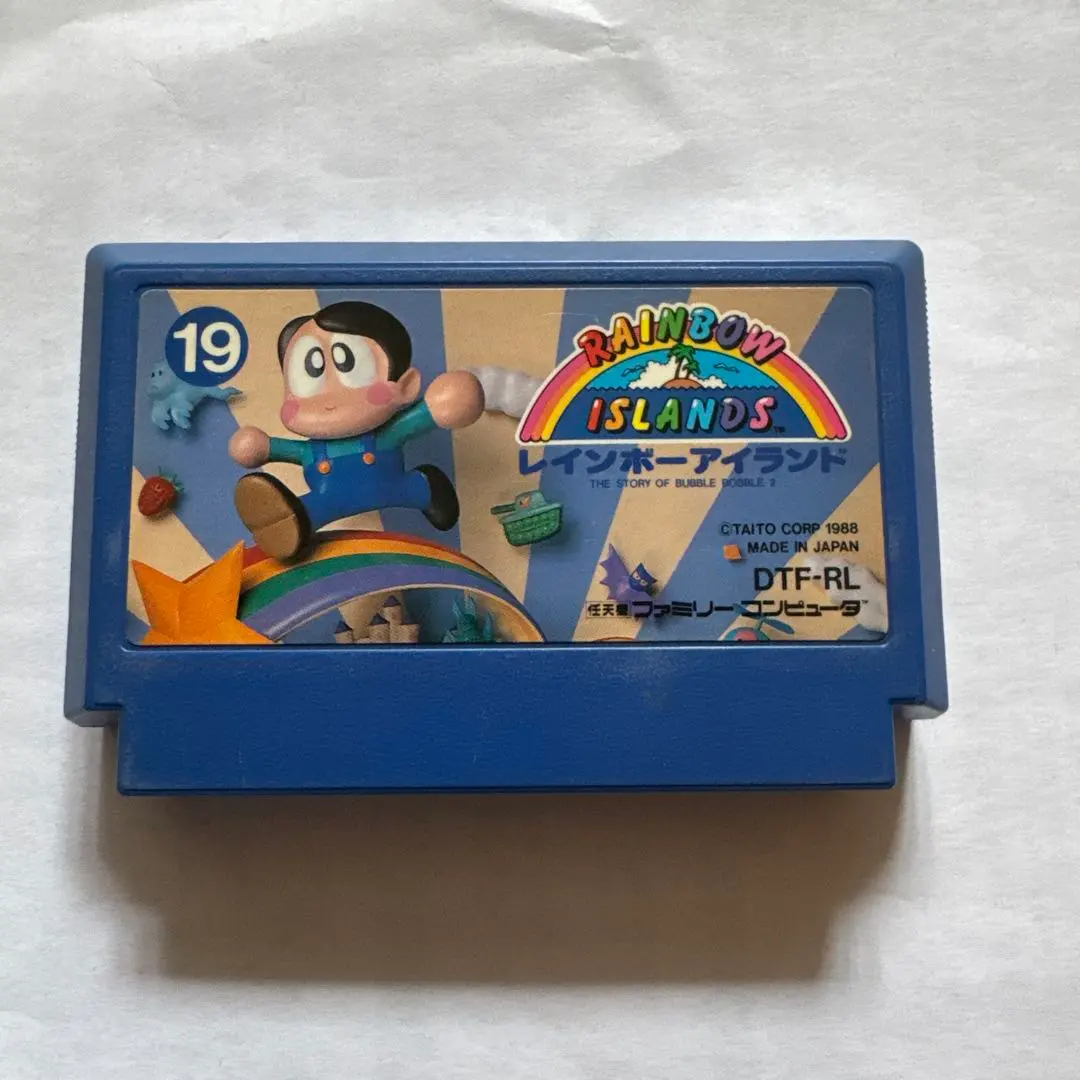 19
RAINBOW
ISLANDS™
レインボーアイランド
THE STORY OF BUBBLE BOBBLE 2
©TAITO CORP 1988
MADE IN JAPAN
DTF-RL
任天堂 ファミリーコンピュータ